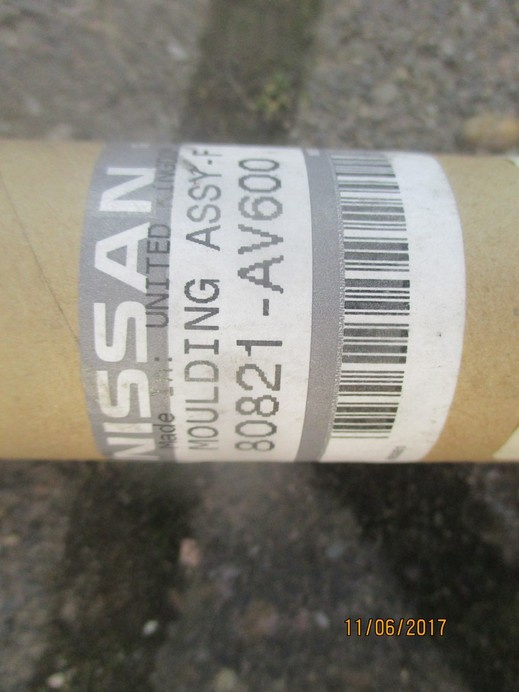 NISSAN
Made In: UNITED KINGDOM
MOULDING ASSY-F
80821-AV600
11/06/2017